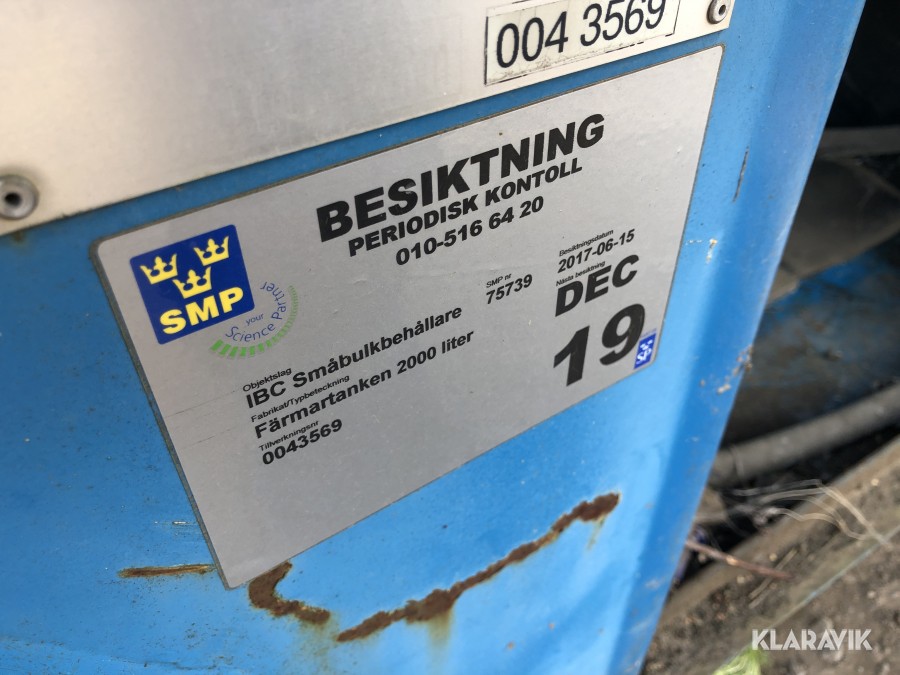 004 3569
BESIKTNING
PERIODISK KONTOLL
010-516 64 20
SMP
your
Science Partner
Objektslag
IBC Småbulkbehållare
SMP nr
75739
Besiktningsdatum
2017-06-15
Fabrikat/Typbeteckning
Färmartanken 2000 liter
Nästa besiktning
DEC
19
Tillverkningsnr
0043569
KLARAVIK